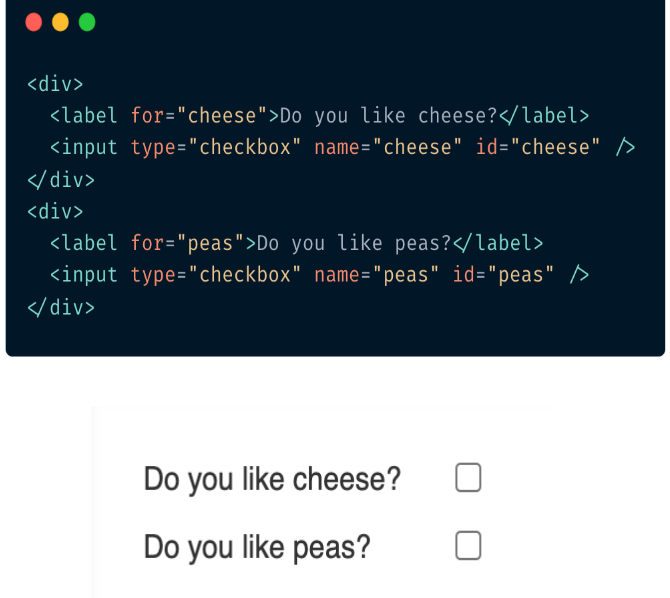 <div>
<label for="cheese">Do you like cheese?</label>
<input type="checkbox" name="cheese" id="cheese" />
</div>
<div>
<label for="peas">Do you like peas?</label>
<input type="checkbox" name="peas" id="peas" />
</div>
Do you like cheese?
Do you like peas?